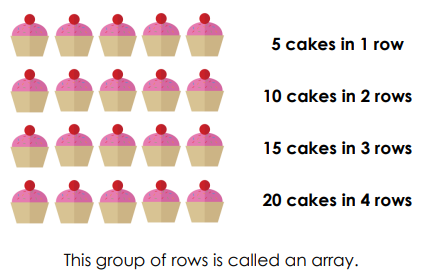 5 cakes in 1 row
10 cakes in 2 rows
15 cakes in 3 rows
20 cakes in 4 rows
This group of rows is called an array.